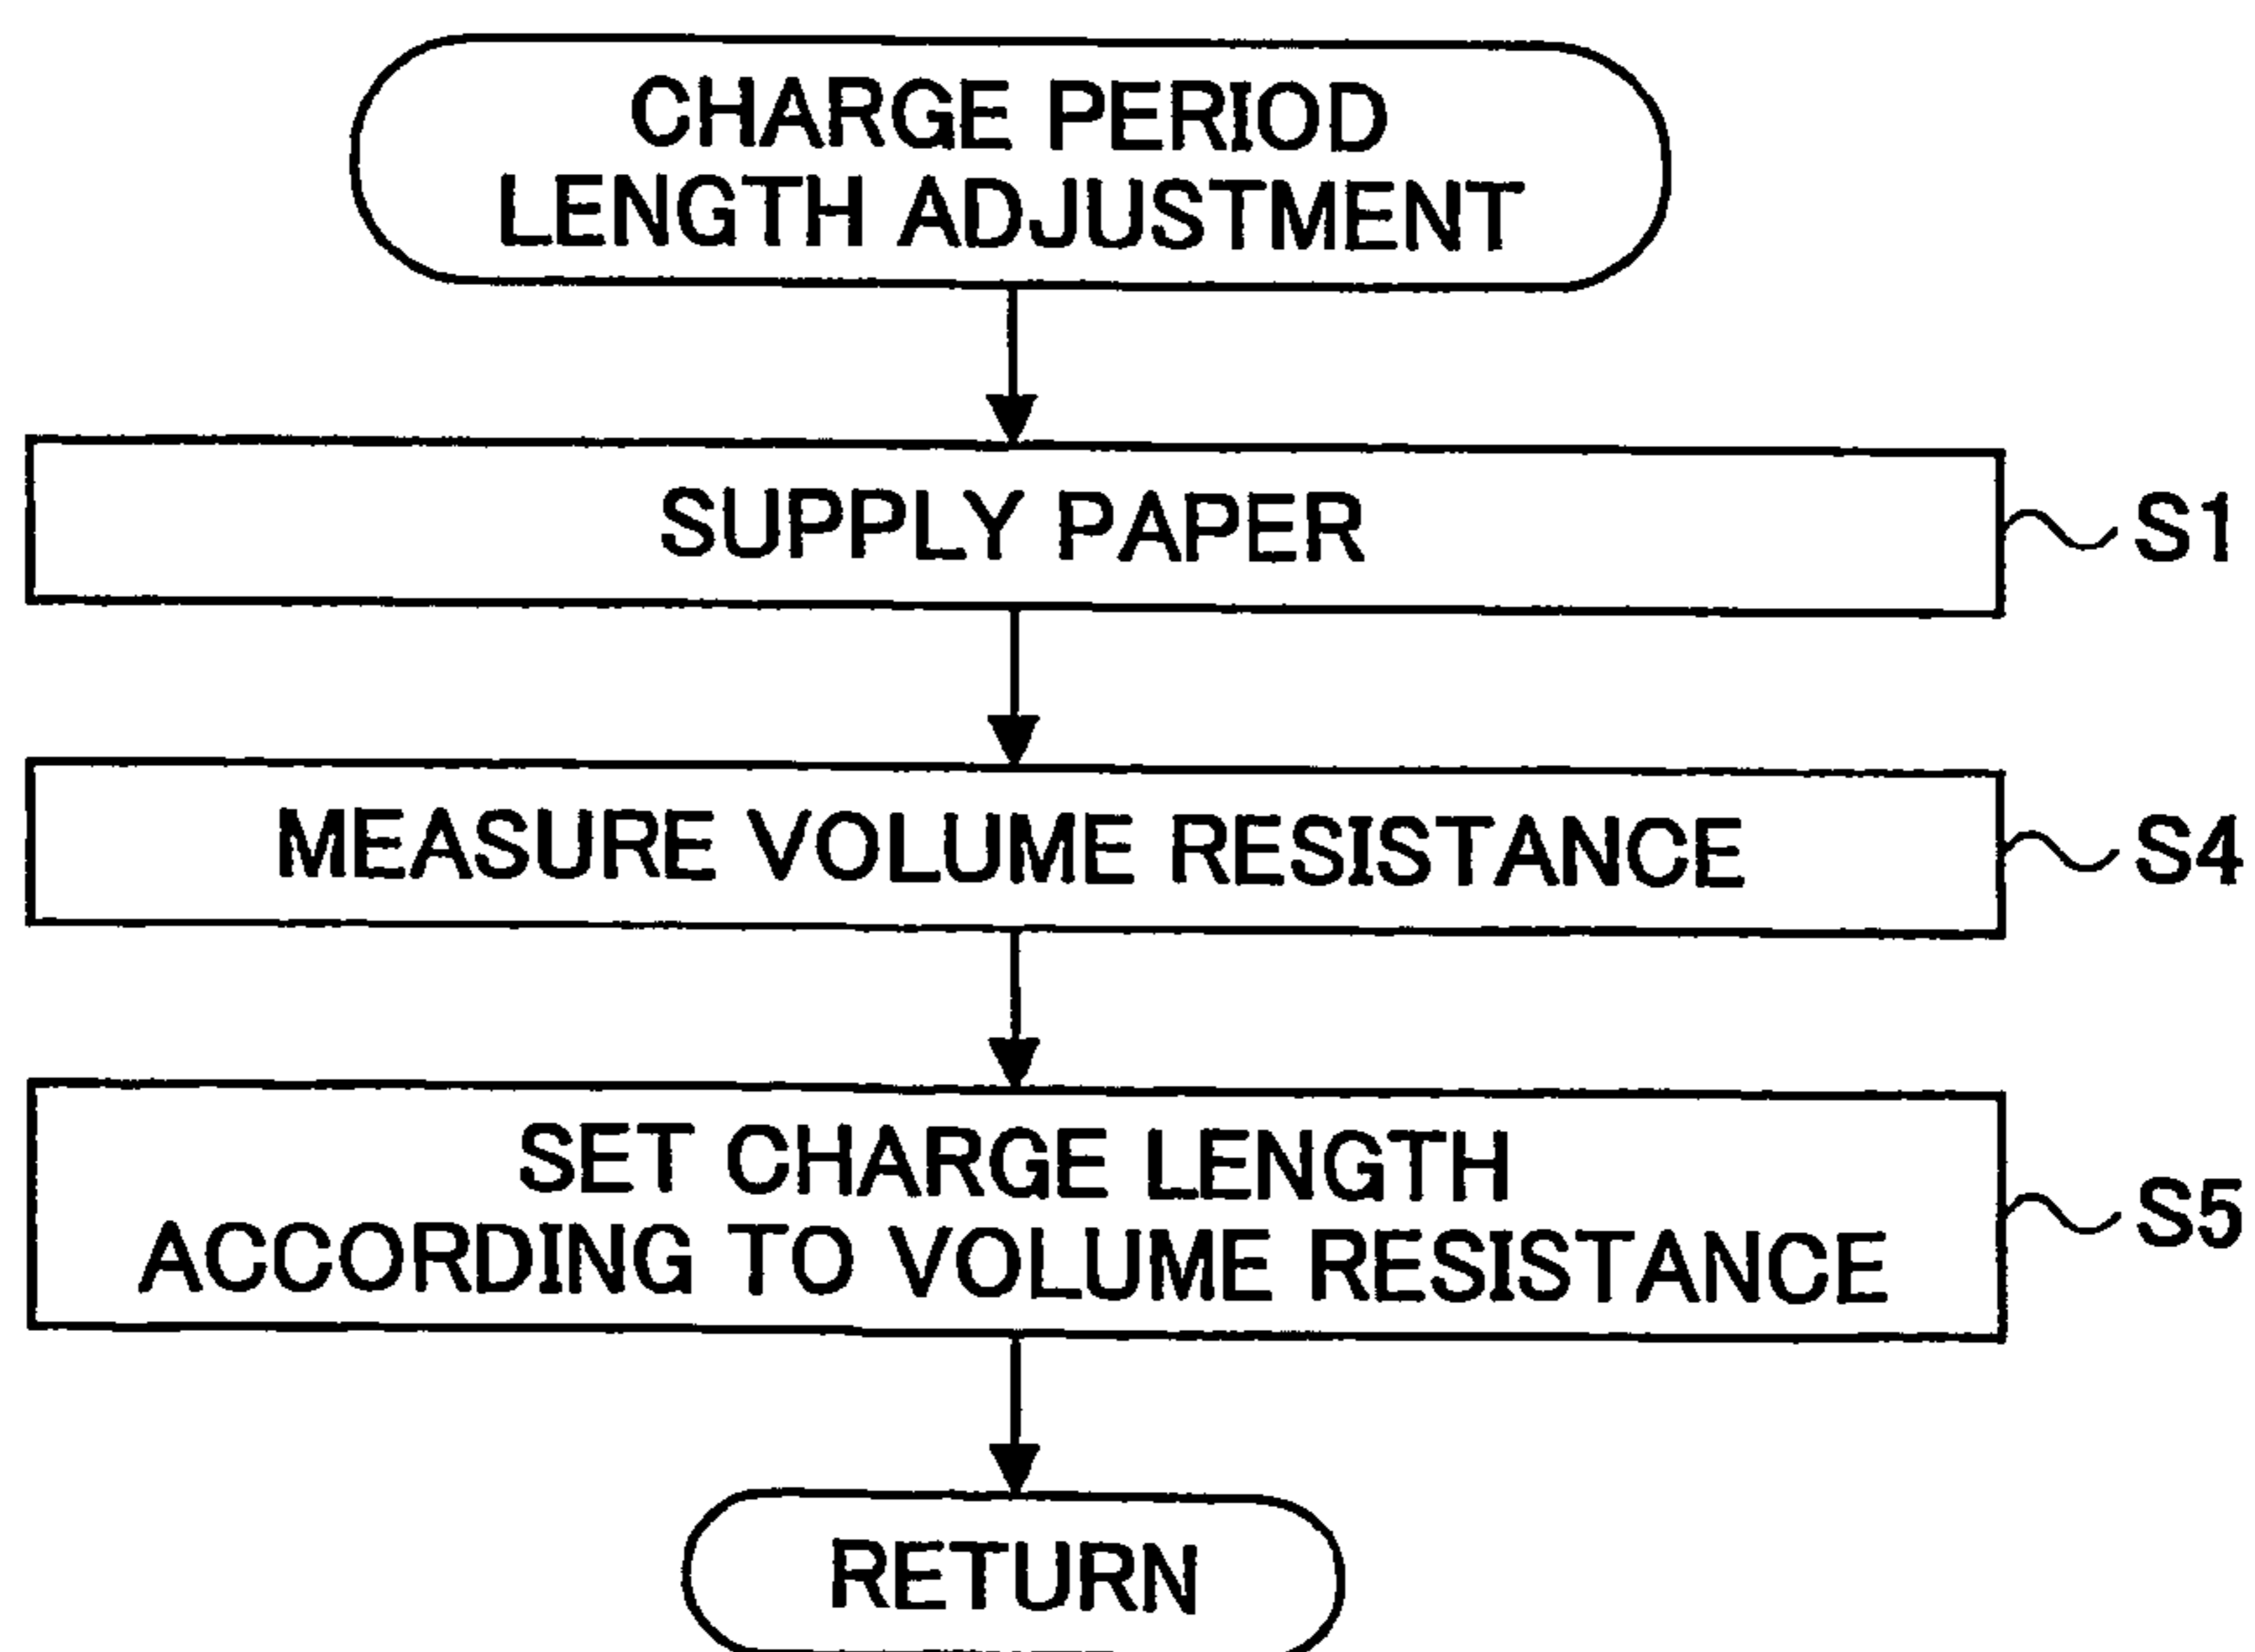 CHARGE PERIOD
LENGTH ADJUSTMENT
SUPPLY PAPER
S1
MEASURE VOLUME RESISTANCE
S4
SET CHARGE LENGTH
ACCORDING TO VOLUME RESISTANCE
S5
RETURN